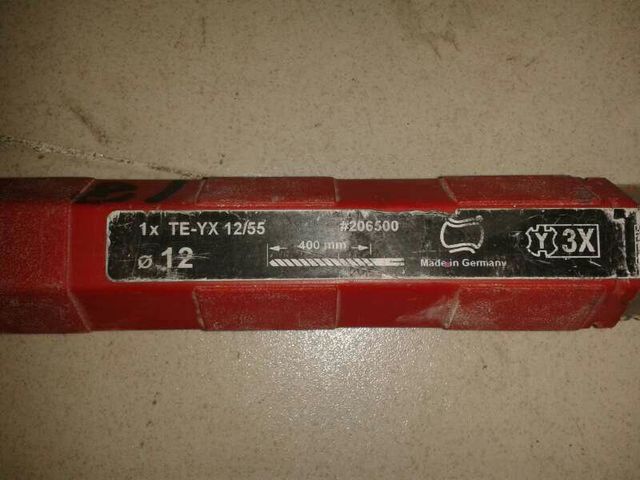 1x TE-YX 12/55 #206500
400 mm
ø 12
Made in Germany
Y 3X